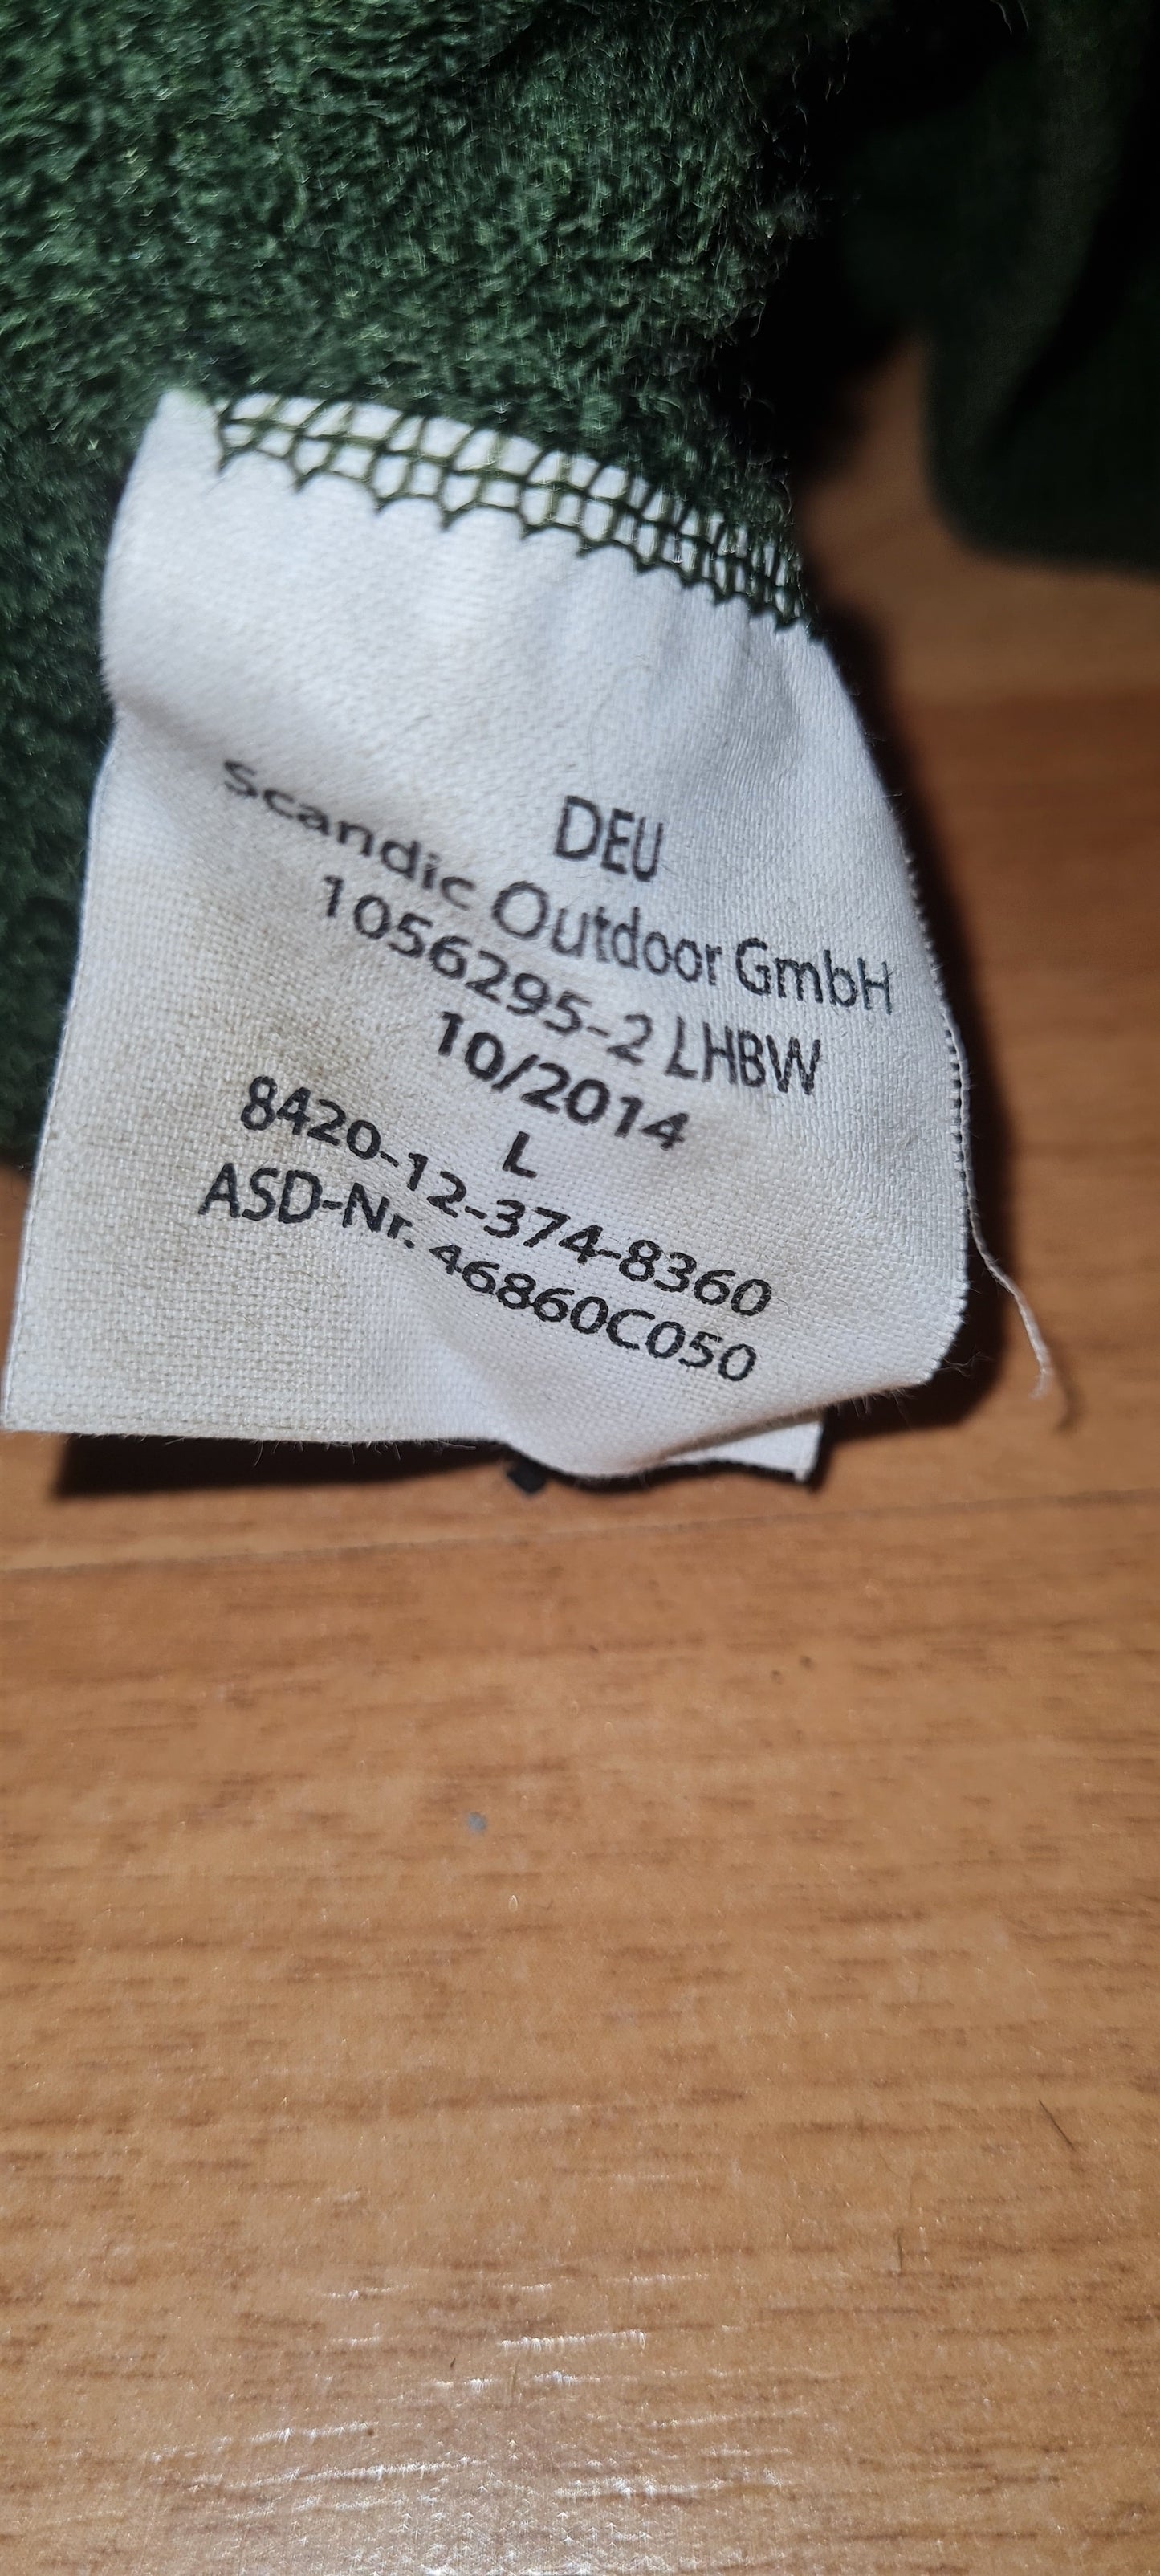 DEU
Scandic Outdoor GmbH
1056295-2 LHBW
10/2014
L
8420-12-374-8360
ASD-Nr. 46860C050